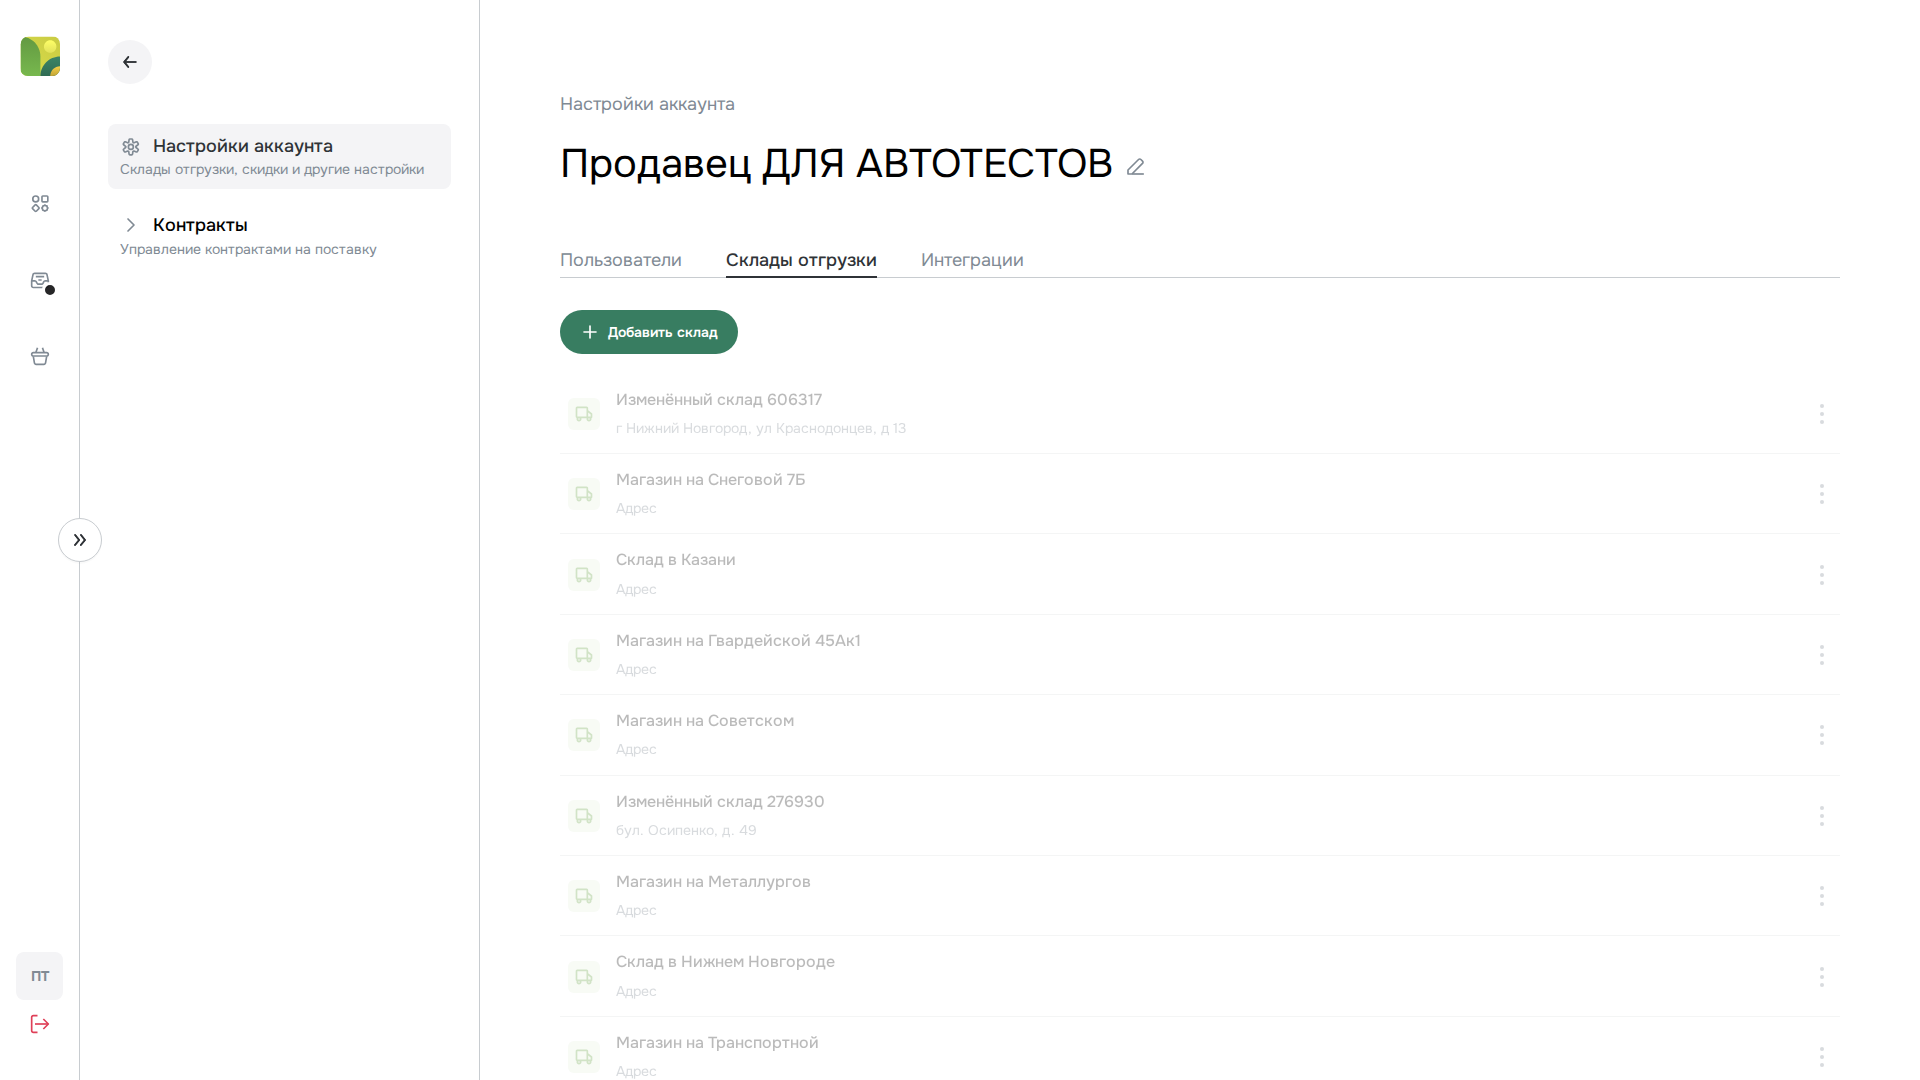 Настройки аккаунта
Склады отгрузки, скидки и другие настройки
Контракты
Управление контрактами на поставку
ПТ
Настройки аккаунта
Продавец ДЛЯ АВТОТЕСТОВ
Пользователи
Склады отгрузки
Интеграции
Добавить склад
Изменённый склад 606317
г Нижний Новгород, ул Краснодонцев, д 13
Магазин на Снеговой 7Б
Адрес
Склад в Казани
Адрес
Магазин на Гвардейской 45Ак1
Адрес
Магазин на Советском
Адрес
Изменённый склад 276930
бул. Осипенко, д. 49
Магазин на Металлургов
Адрес
Склад в Нижнем Новгороде
Адрес
Магазин на Транспортной
Адрес